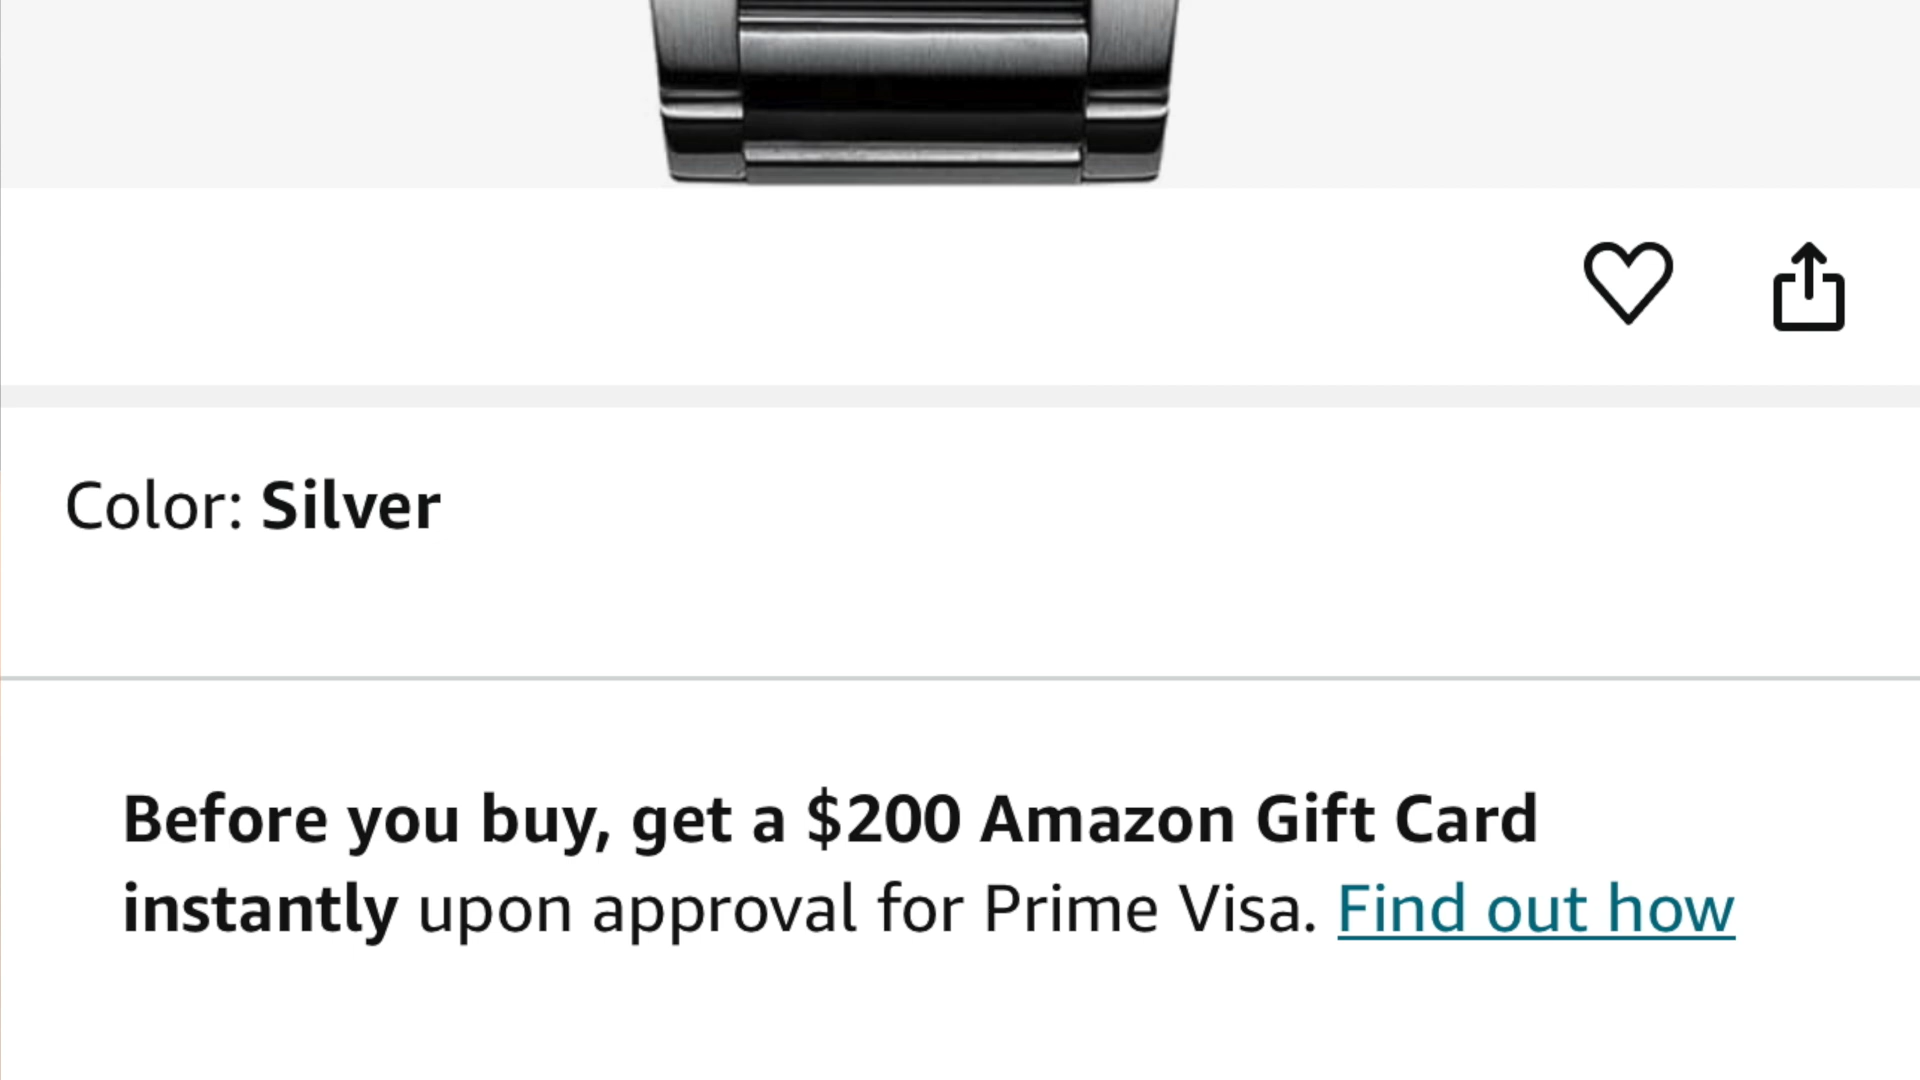 Color: Silver
Before you buy, get a $200 Amazon Gift Card
instantly upon approval for Prime Visa. Find out how